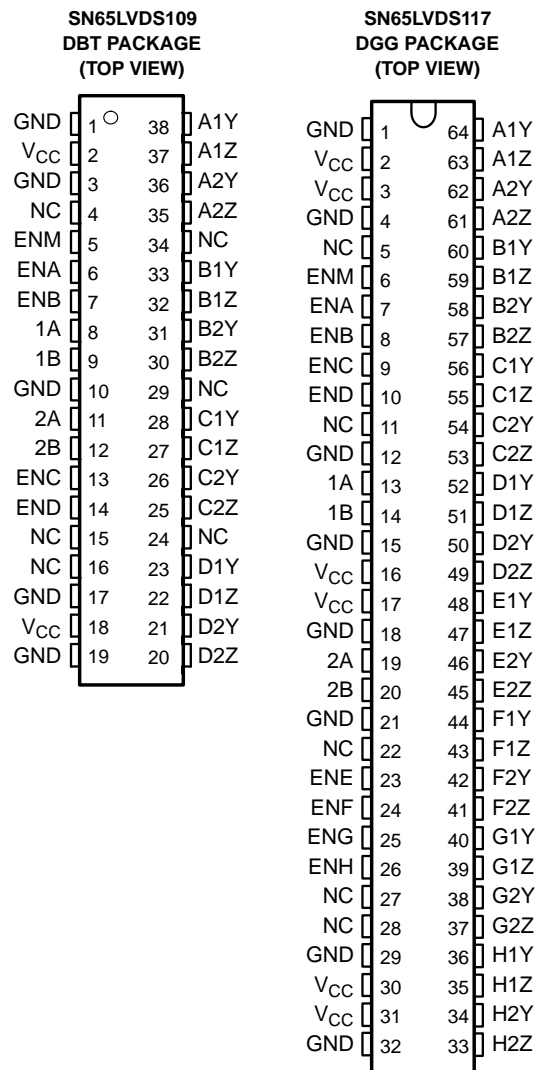 SN65LVDS109
DBT PACKAGE
(TOP VIEW)
GND 1 38 A1Y
VCC 2 37 A1Z
GND 3 36 A2Y
NC 4 35 A2Z
ENM 5 34 NC
ENA 6 33 B1Y
ENB 7 32 B1Z
1A 8 31 B2Y
1B 9 30 B2Z
GND 10 29 NC
2A 11 28 C1Y
2B 12 27 C1Z
ENC 13 26 C2Y
END 14 25 C2Z
NC 15 24 NC
NC 16 23 D1Y
GND 17 22 D1Z
VCC 18 21 D2Y
GND 19 20 D2Z
SN65LVDS117
DGG PACKAGE
(TOP VIEW)
GND 1 64 A1Y
VCC 2 63 A1Z
VCC 3 62 A2Y
GND 4 61 A2Z
NC 5 60 B1Y
ENM 6 59 B1Z
ENA 7 58 B2Y
ENB 8 57 B2Z
ENC 9 56 C1Y
END 10 55 C1Z
NC 11 54 C2Y
GND 12 53 C2Z
1A 13 52 D1Y
1B 14 51 D1Z
GND 15 50 D2Y
VCC 16 49 D2Z
VCC 17 48 E1Y
GND 18 47 E1Z
2A 19 46 E2Y
2B 20 45 E2Z
GND 21 44 F1Y
NC 22 43 F1Z
ENE 23 42 F2Y
ENF 24 41 F2Z
ENG 25 40 G1Y
ENH 26 39 G1Z
NC 27 38 G2Y
NC 28 37 G2Z
GND 29 36 H1Y
VCC 30 35 H1Z
VCC 31 34 H2Y
GND 32 33 H2Z